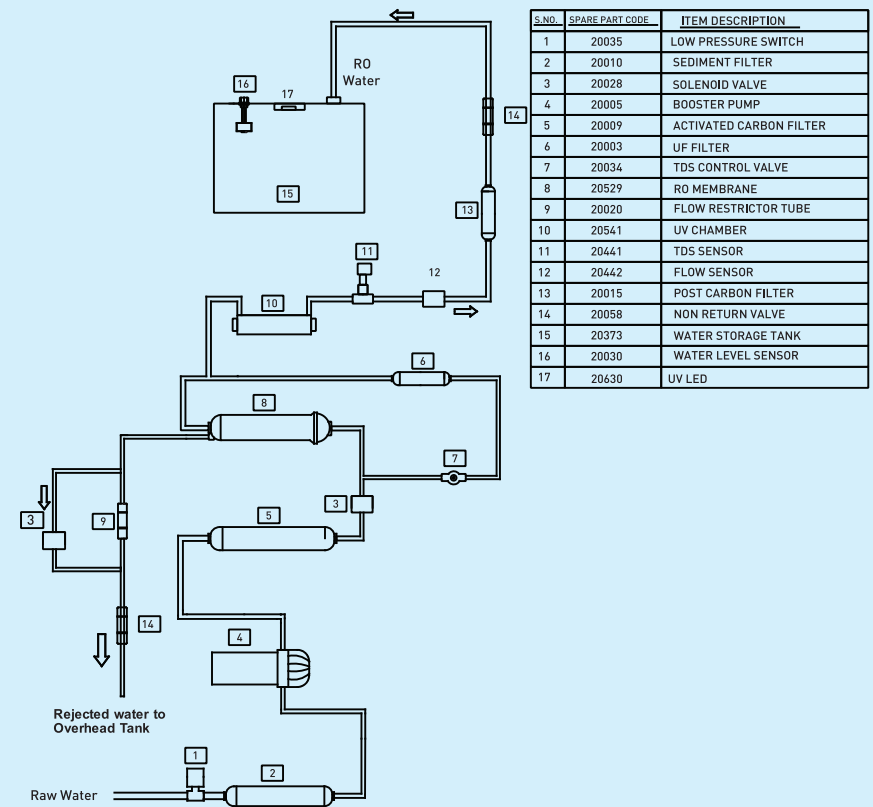 RO
Water
16
17
14
15
13
11
12
10
6
8
7
3
5
3
9
14
4
Rejected water to
Overhead Tank
1
2
Raw Water
S.NO. SPARE PART CODE ITEM DESCRIPTION
1 20035 LOW PRESSURE SWITCH
2 20010 SEDIMENT FILTER
3 20028 SOLENOID VALVE
4 20005 BOOSTER PUMP
5 20009 ACTIVATED CARBON FILTER
6 20003 UF FILTER
7 20034 TDS CONTROL VALVE
8 20529 RO MEMBRANE
9 20020 FLOW RESTRICTOR TUBE
10 20541 UV CHAMBER
11 20441 TDS SENSOR
12 20442 FLOW SENSOR
13 20015 POST CARBON FILTER
14 20058 NON RETURN VALVE
15 20373 WATER STORAGE TANK
16 20030 WATER LEVEL SENSOR
17 20630 UV LED